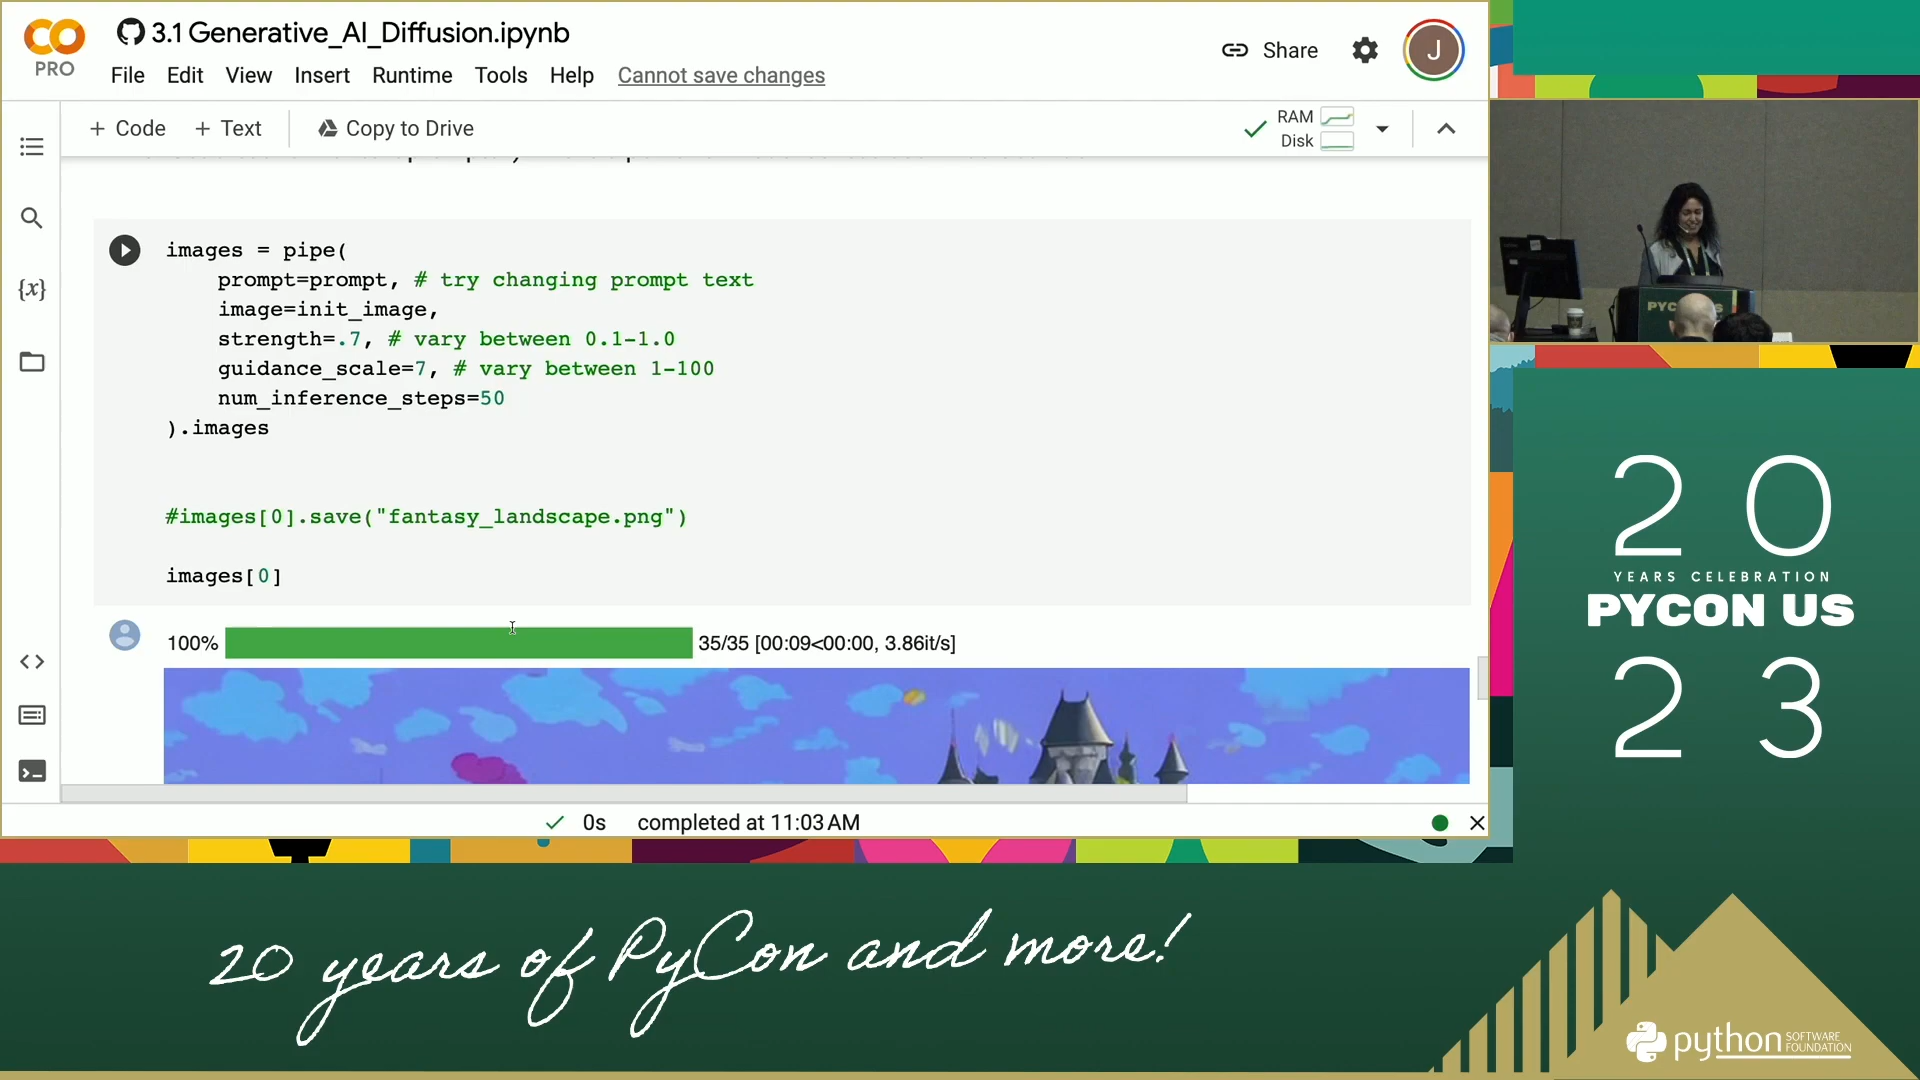 PRO
3.1 Generative_AI_Diffusion.ipynb
File Edit View Insert Runtime Tools Help Cannot save changes
Share
J
+ Code + Text Copy to Drive
RAM
Disk
{x}
images = pipe(
prompt=prompt, # try changing prompt text
image=init_image,
strength=.7, # vary between 0.1-1.0
guidance_scale=7, # vary between 1-100
num_inference_steps=50
).images
#images[0].save("fantasy_landscape.png")
images[0]
100% 35/35 [00:09<00:00, 3.86it/s]
0s completed at 11:03 AM
PYCON US
20
YEARS CELEBRATION
PYCON US
23
20 years of PyCon and more!
python SOFTWARE FOUNDATION